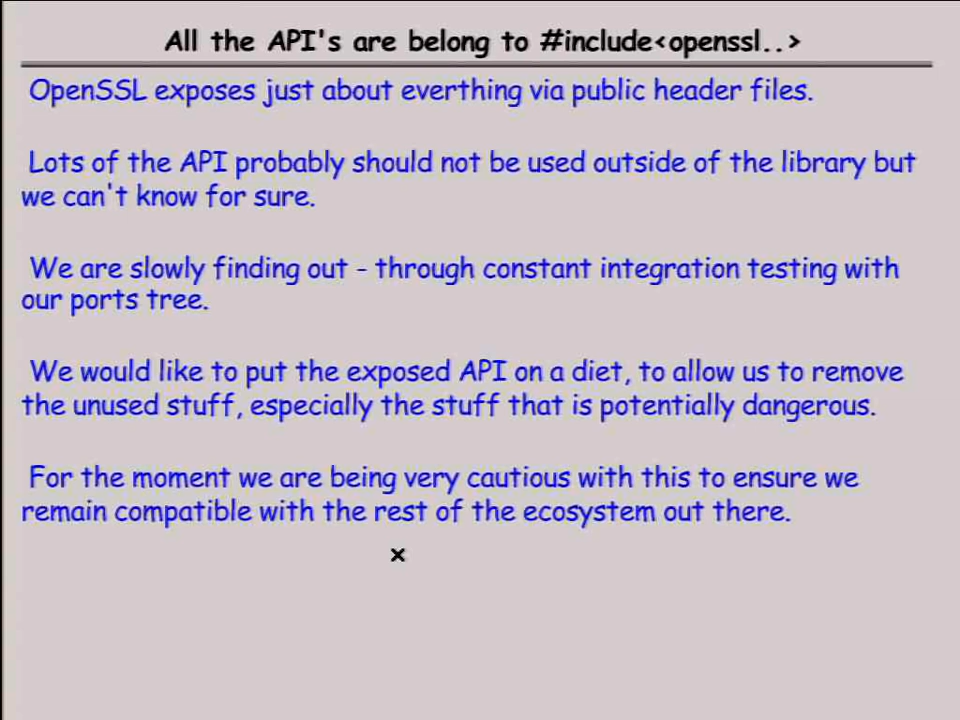 All the API's are belong to #include<openssl..>
OpenSSL exposes just about everthing via public header files.
Lots of the API probably should not be used outside of the library but
we can't know for sure.
We are slowly finding out - through constant integration testing with
our ports tree.
We would like to put the exposed API on a diet, to allow us to remove
the unused stuff, especially the stuff that is potentially dangerous.
For the moment we are being very cautious with this to ensure we
remain compatible with the rest of the ecosystem out there.